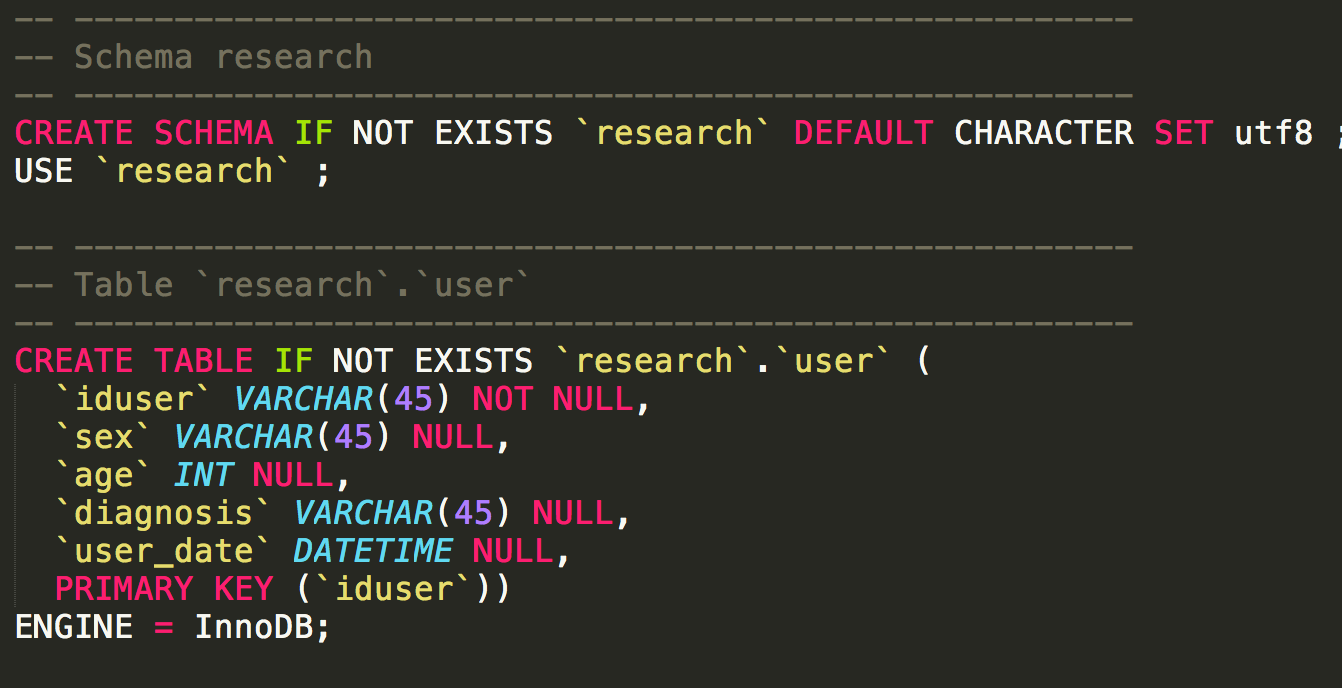 -- -----------------------------------------------------
-- Schema research
-- -----------------------------------------------------
CREATE SCHEMA IF NOT EXISTS `research` DEFAULT CHARACTER SET utf8 ;
USE `research` ;
-- -----------------------------------------------------
-- Table `research`.`user`
-- -----------------------------------------------------
CREATE TABLE IF NOT EXISTS `research`.`user` (
  `iduser` VARCHAR(45) NOT NULL,
  `sex` VARCHAR(45) NULL,
  `age` INT NULL,
  `diagnosis` VARCHAR(45) NULL,
  `user_date` DATETIME NULL,
  PRIMARY KEY (`iduser`))
ENGINE = InnoDB;